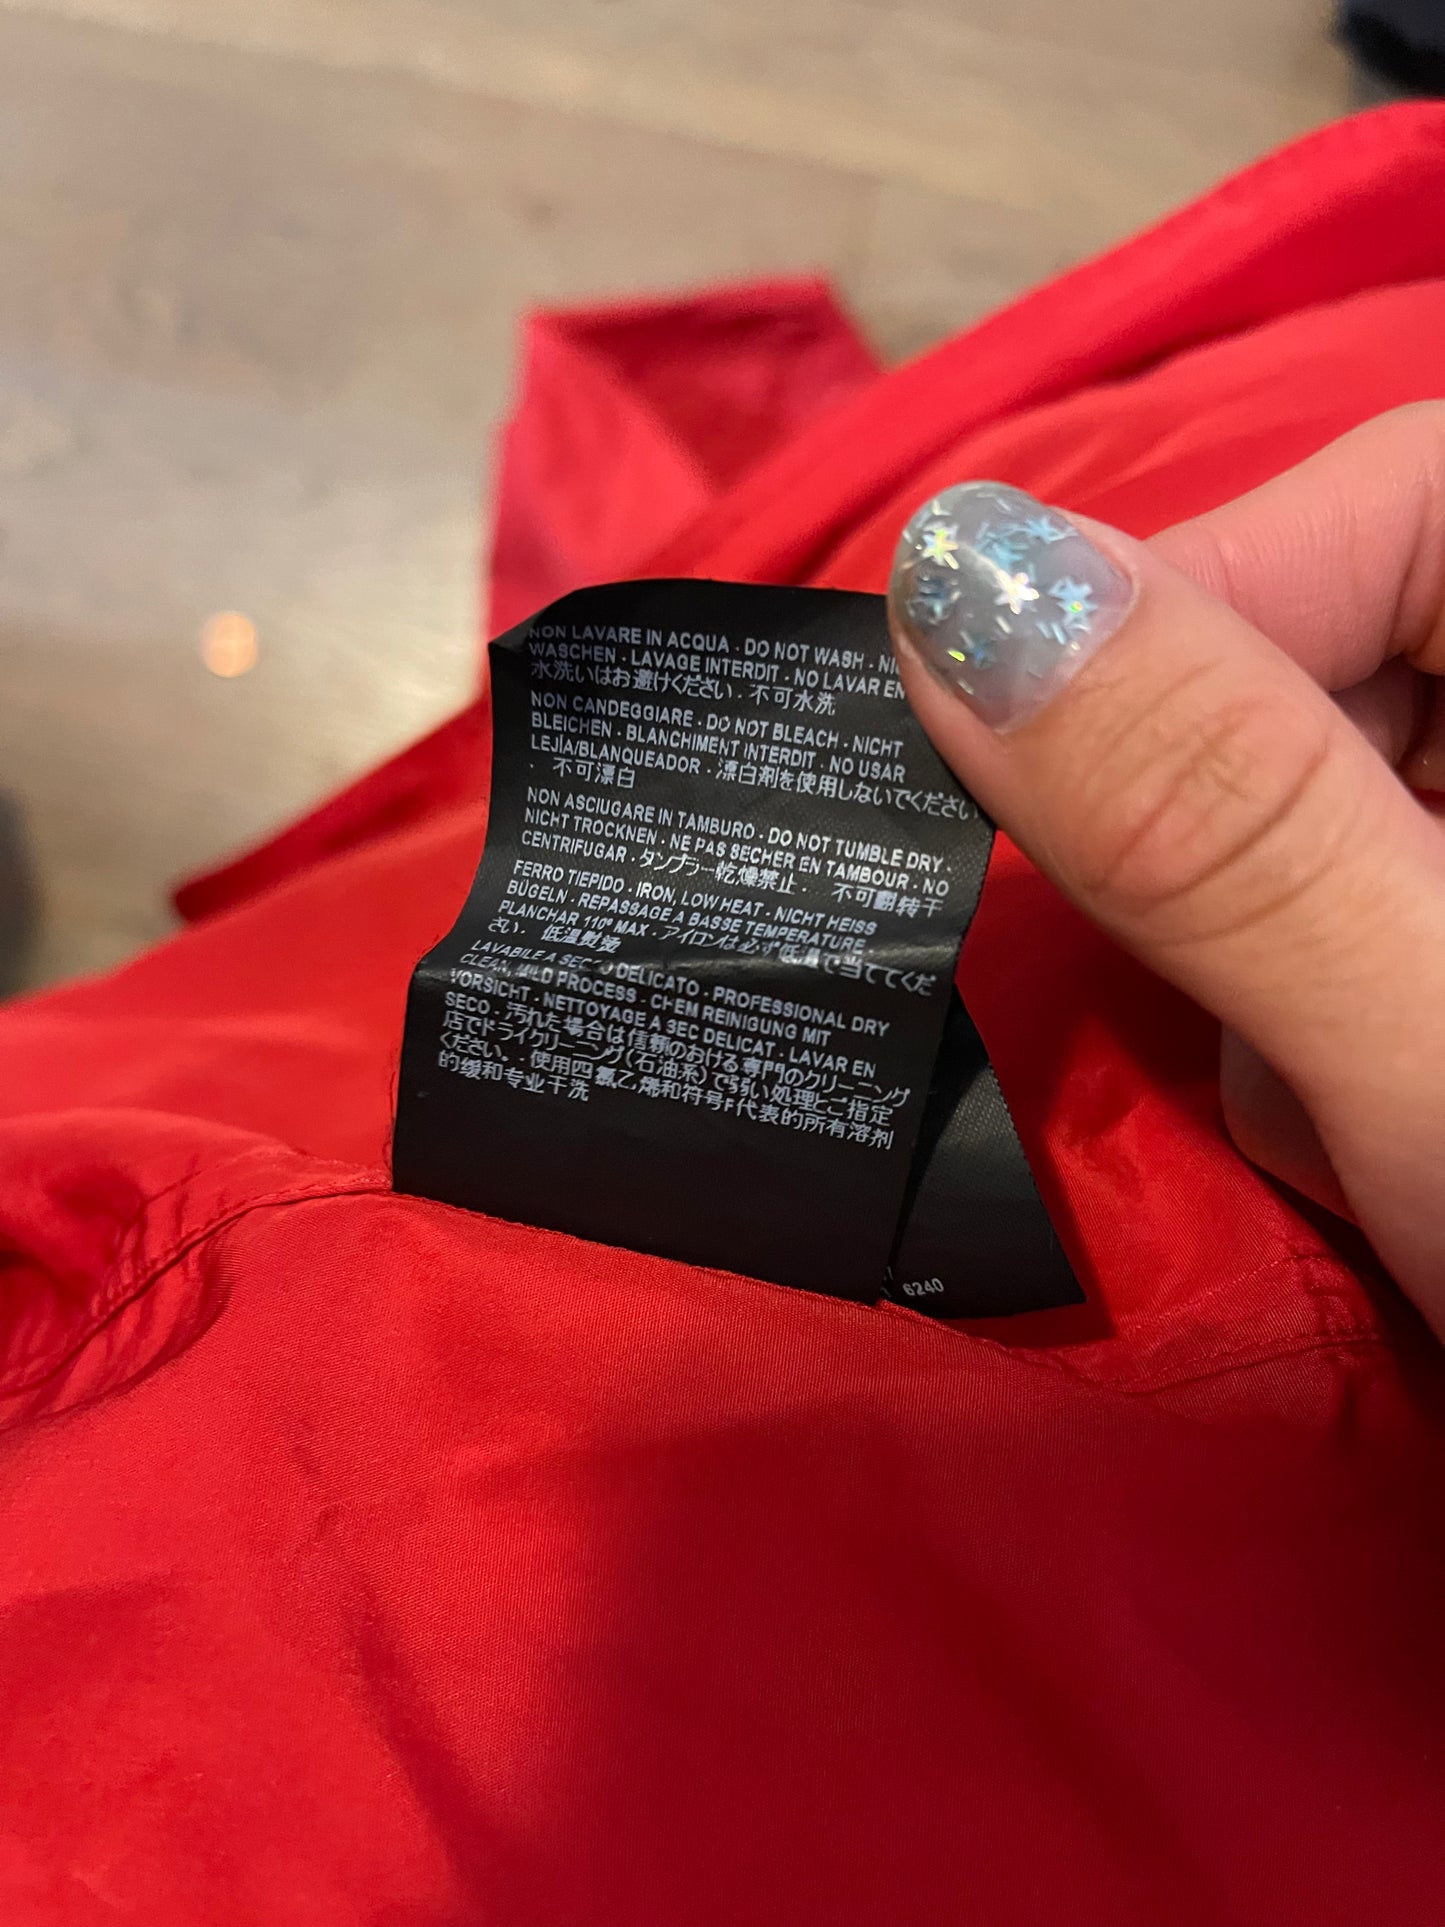 NON LAVARE IN ACQUA - DO NOT WASH -
WASCHEN - LAVAGE INTERDIT - NO LAVAR EN
水洗いはお避けください - 不可水洗
NON CANDEGGIARE - DO NOT BLEACH - NICHT
BLEICHEN - BLANCHIMENT INTERDIT - NO USAR
LEJÍA/BLANQUEADOR - 漂白剤を使用しないでください
- 不可漂白
NON ASCIUGARE IN TAMBURO - DO NOT TUMBLE DRY -
NICHT TROCKNEN - NE PAS SECHER EN TAMBOUR - NO
CENTRIFUGAR - タンブラー乾燥禁止 - 不可翻转干
FERRO TIEPIDO - IRON, LOW HEAT - NICHT HEISS
BÜGELN - REPASSAGE A BASSE TEMPERATURE
PLANCHAR 110° MAX - アイロンは必ず低温で当ててくだ
さい - 低温熨烫
LAVABILE A SECCO DELICATO - PROFESSIONAL DRY
CLEAN, MILD PROCESS - CHEM REINIGUNG MIT
VORSICHT - NETTOYAGE A SEC DELICAT - LAVAR EN
SECO - 汚れた場合は信頼のおける専門のクリーニング
店でドライクリーニング(石油系)で弱い処理とご指定
ください。- 使用四氯乙烯和符号F代表的所有溶剂
的缓和专业干洗
6240